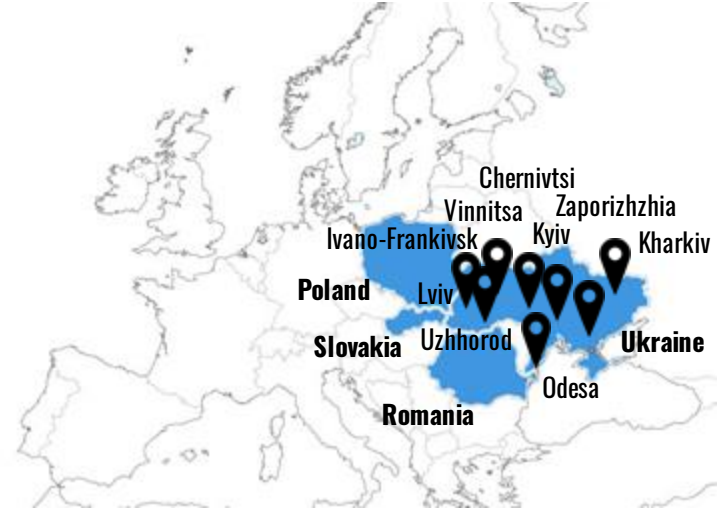 Chernivtsi
Vinnitsa
Zaporizhzhia
Ivano-Frankivsk
Kyiv
Kharkiv
Poland
Lviv
Slovakia
Uzhhorod
Ukraine
Odesa
Romania